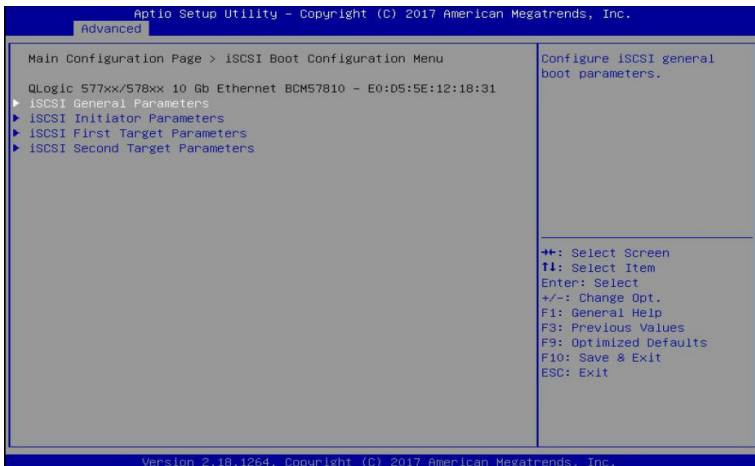 Aptio Setup Utility – Copyright (C) 2017 American Megatrends, Inc.
Advanced
Main Configuration Page > iSCSI Boot Configuration Menu
QLogic 577xx/578xx 10 Gb Ethernet BCM57810 - E0:D5:5E:12:18:31
▶ iSCSI General Parameters
▶ iSCSI Initiator Parameters
▶ iSCSI First Target Parameters
▶ iSCSI Second Target Parameters
Configure iSCSI general
boot parameters.
→←: Select Screen
↑↓: Select Item
Enter: Select
+/-: Change Opt.
F1: General Help
F3: Previous Values
F9: Optimized Defaults
F10: Save & Exit
ESC: Exit
Version 2.18.1264. Copyright (C) 2017 American Megatrends, Inc.